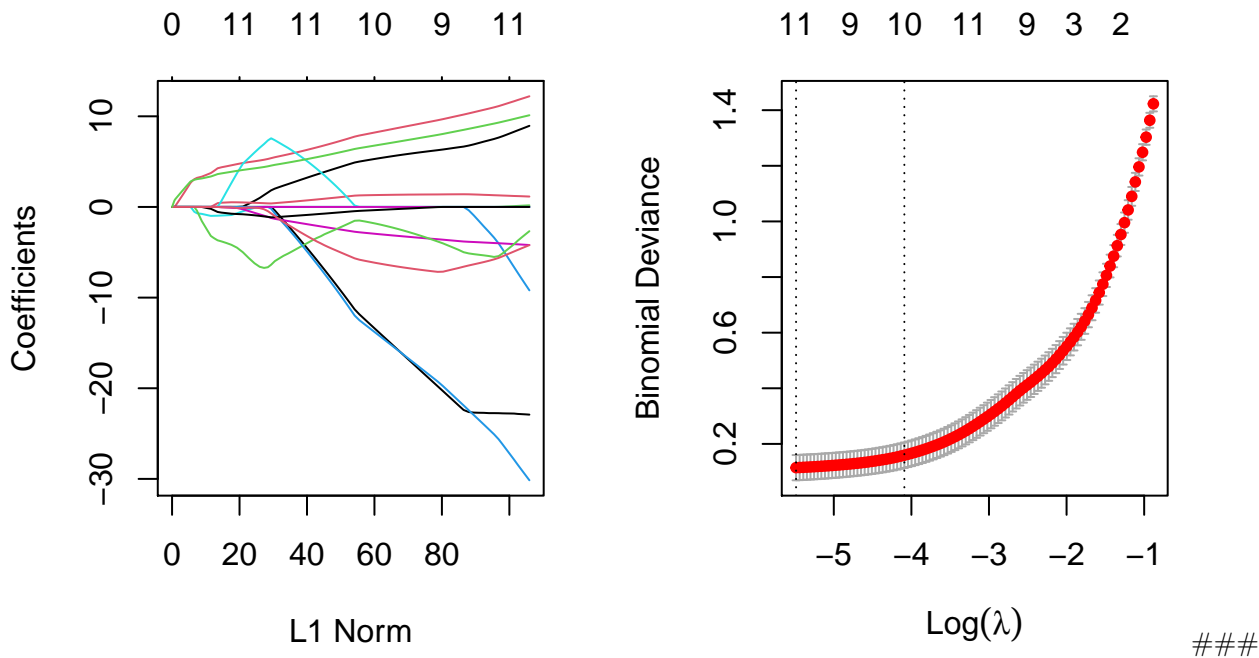 0 11 11 10 9 11
11 9 10 11 9 3 2
Coefficients
10
0
−10
−20
−30
0 20 40 60 80
L1 Norm
Binomial Deviance
1.4
1.0
0.6
0.2
−5 −4 −3 −2 −1
Log(λ)
###